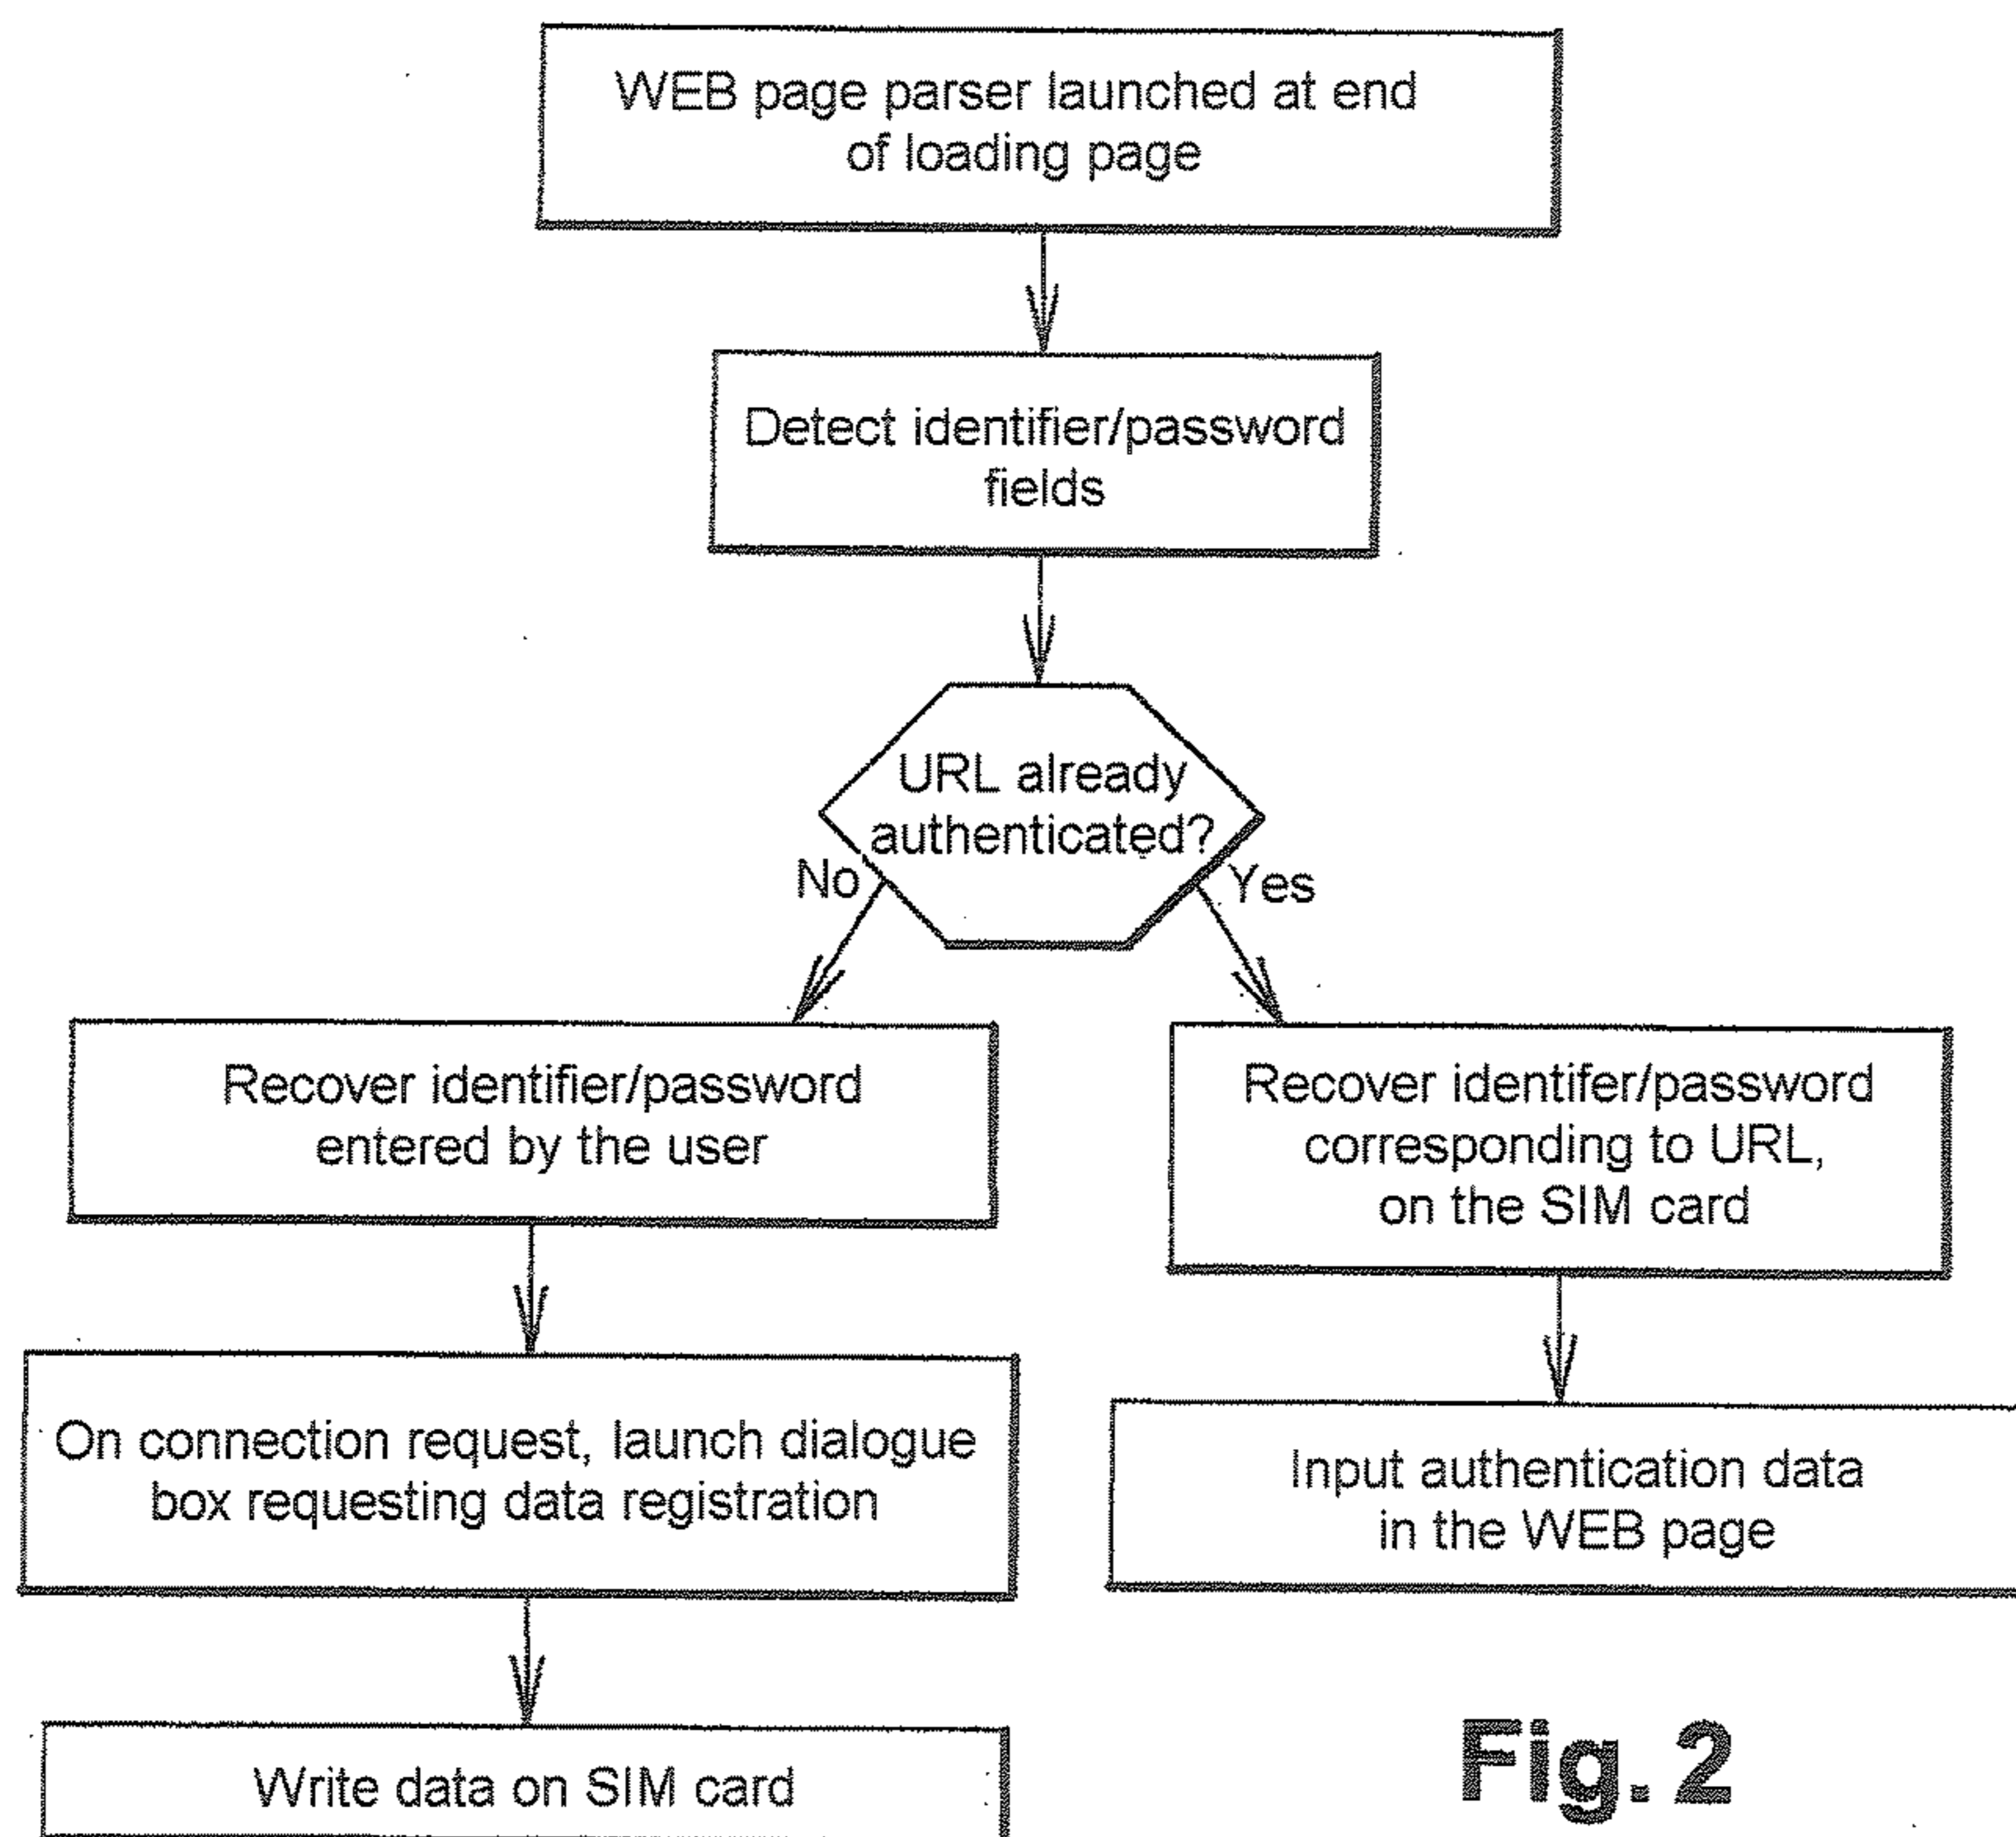 WEB page parser launched at end
of loading page
Detect identifier/password
fields
URL already
authenticated?
No
Yes
Recover identifier/password
entered by the user
Recover identifer/password
corresponding to URL,
on the SIM card
On connection request, launch dialogue
box requesting data registration
Input authentication data
in the WEB page
Write data on SIM card
Fig. 2